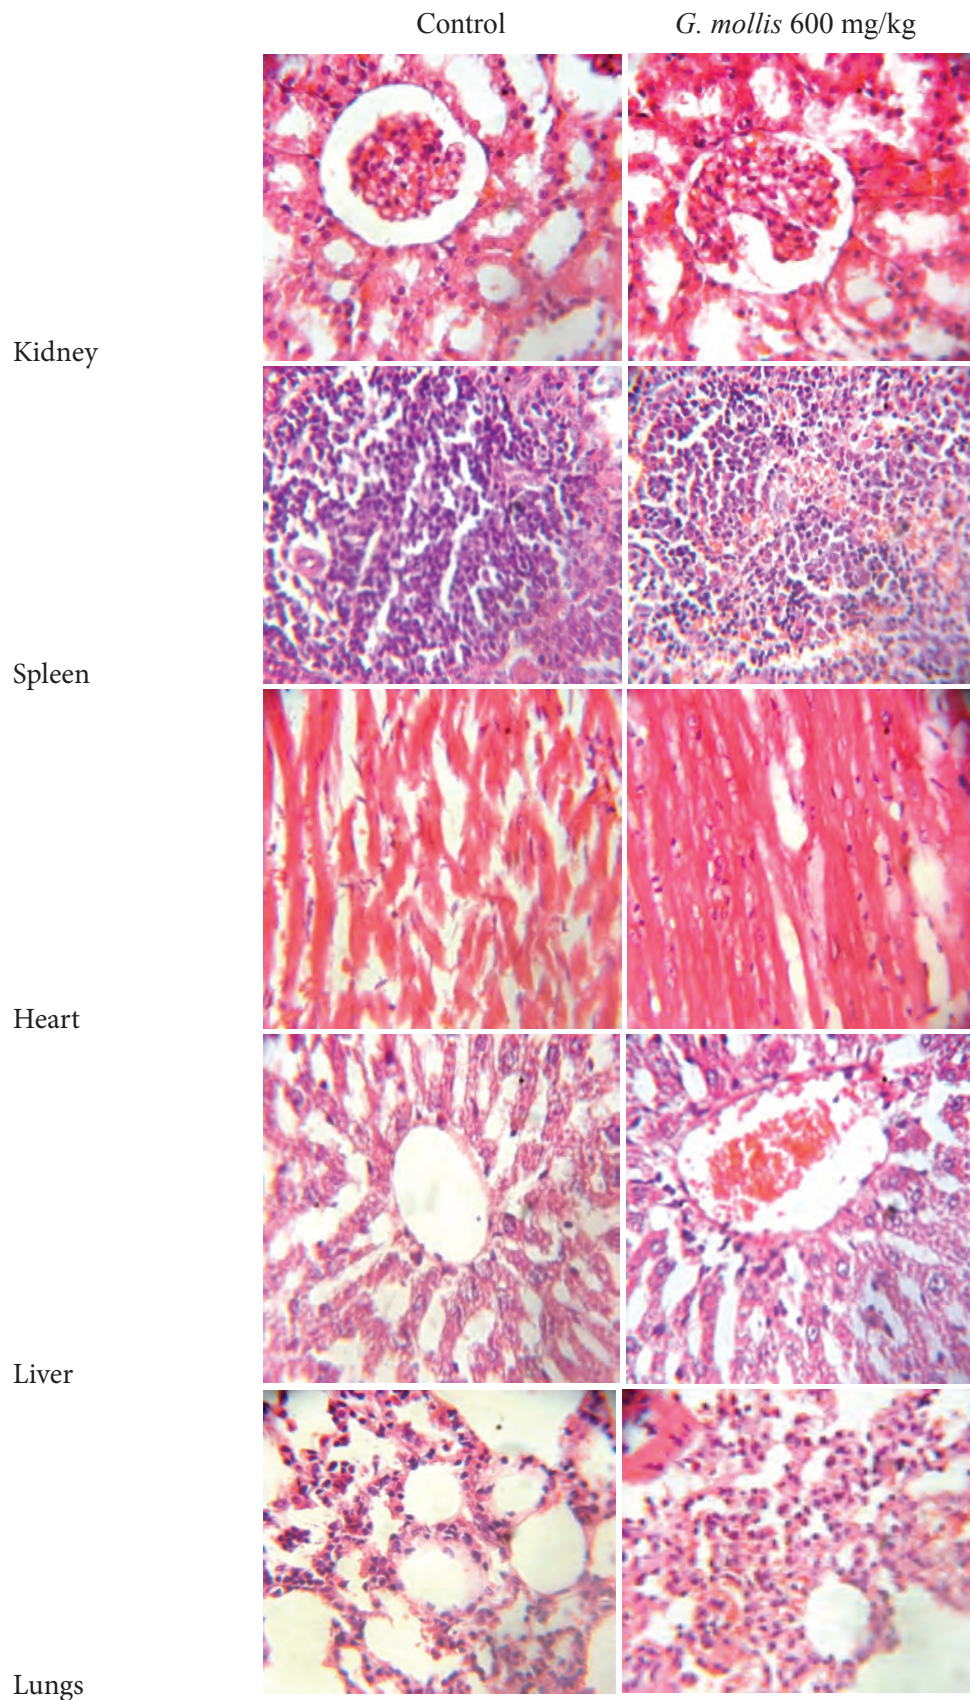 Control
G. mollis 600 mg/kg
Kidney
Spleen
Heart
Liver
Lungs